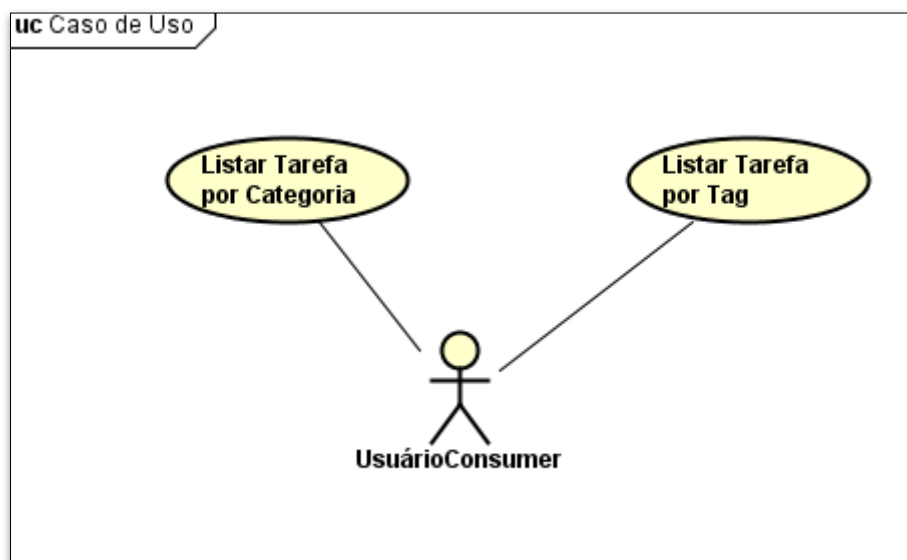 uc Caso de Uso
Listar Tarefa
por Categoria
Listar Tarefa
por Tag
UsuárioConsumer